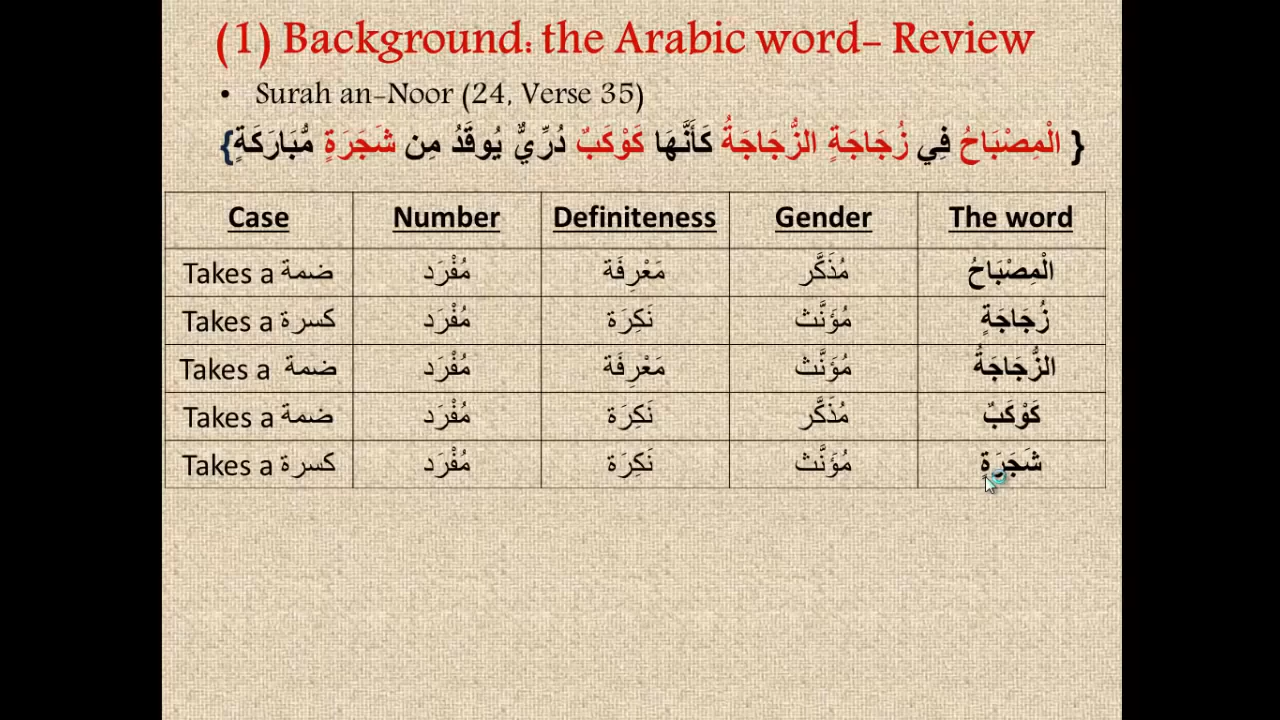 (1) Background: the Arabic word- Review
• Surah an-Noor (24, Verse 35)
{ الْمِصْبَاحُ فِي زُجَاجَةٍ الزُّجَاجَةُ كَأَنَّهَا كَوْكَبٌ دُرِّيٌّ يُوقَدُ مِن شَجَرَةٍ مُّبَارَكَةٍ}
Case Number Definiteness Gender The word
Takes a ضمة مُفْرَد مَعْرِفَة مُذَكَّر الْمِصْبَاحُ
Takes a كسرة مُفْرَد نَكِرَة مُؤَنَّث زُجَاجَةٍ
Takes a ضمة مُفْرَد مَعْرِفَة مُؤَنَّث الزُّجَاجَةُ
Takes a ضمة مُفْرَد نَكِرَة مُذَكَّر كَوْكَبٌ
Takes a كسرة مُفْرَد نَكِرَة مُؤَنَّث شَجَرَةٍ